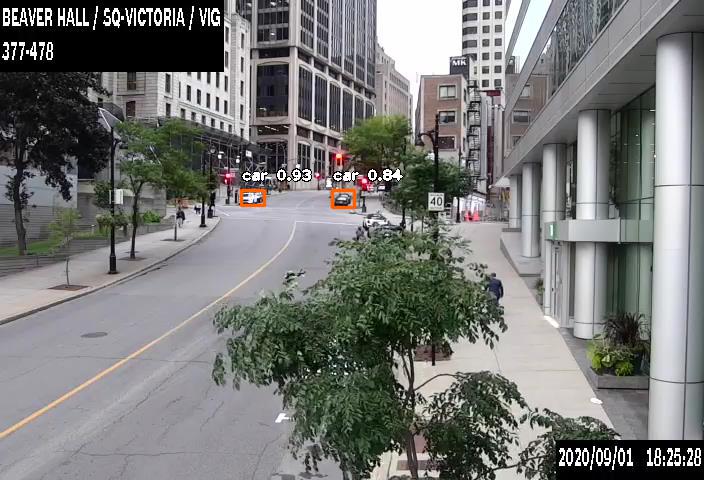 BEAVER HALL / SQ-VICTORIA / VIG
377-478
MK
car 0.93
car 0.84
40
2020/09/01 18:25:28